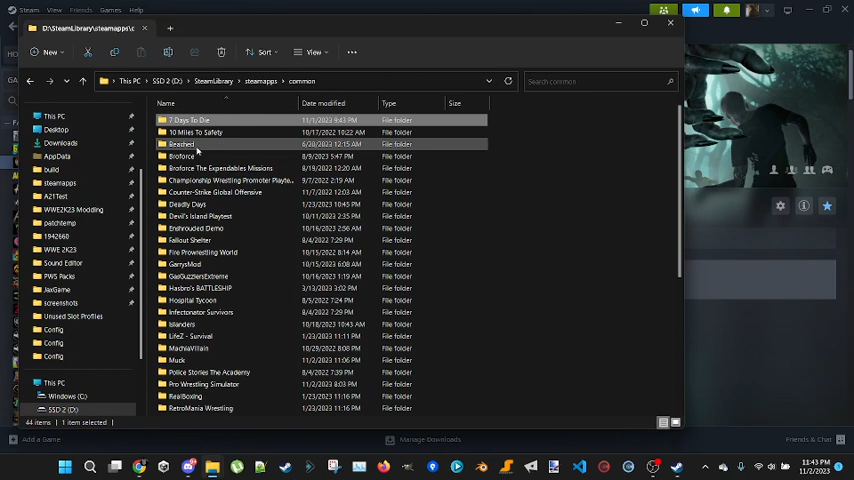 Steam View Friends Games Help
D:\SteamLibrary\steamapps\c
New Sort View
This PC SSD 2 (D:) SteamLibrary steamapps common Search common
Name Date modified Type Size
This PC
Desktop
Downloads
AppData
build
steamapps
A21Test
WWE2K23 Modding
patchtemp
1942660
WWE 2K23
Sound Editor
PWS Packs
JaxGame
screenshots
Unused Slot Profiles
Config
Config
Config
This PC
Windows (C:)
SSD 2 (D:)
7 Days To Die 11/1/2023 9:43 PM File folder
10 Miles To Safety 10/17/2022 10:22 AM File folder
Beached 6/20/2023 12:15 AM File folder
Broforce 8/9/2023 5:47 PM File folder
Broforce The Expendables Missions 8/19/2022 12:20 AM File folder
Championship Wrestling Promoter Playte... 9/7/2022 2:19 AM File folder
Counter-Strike Global Offensive 11/7/2022 12:03 AM File folder
Deadly Days 1/23/2023 10:45 PM File folder
Devil's Island Playtest 10/11/2023 2:35 PM File folder
Enshrouded Demo 10/16/2023 2:56 AM File folder
Fallout Shelter 8/4/2022 7:29 PM File folder
Fire Prowrestling World 10/15/2022 8:14 AM File folder
GarrysMod 10/15/2023 6:08 AM File folder
GasGuzzlersExtreme 10/16/2023 1:19 AM File folder
Hasbro's BATTLESHIP 3/13/2023 3:02 PM File folder
Hospital Tycoon 8/5/2022 7:24 PM File folder
Infectonator Survivors 8/4/2022 7:29 PM File folder
Islanders 10/18/2023 10:43 AM File folder
LifeZ - Survival 1/23/2023 11:11 PM File folder
MachiaVillain 10/29/2022 8:08 PM File folder
Muck 11/2/2023 11:06 PM File folder
Police Stories The Academy 8/4/2022 7:39 PM File folder
Pro Wrestling Simulator 11/2/2023 8:03 PM File folder
RealBoxing 1/23/2023 11:16 PM File folder
RetroMania Wrestling 1/23/2023 11:16 PM File folder
44 items 1 item selected
Add a Game Manage Downloads Friends & Chat
11:43 PM
11/2/2023